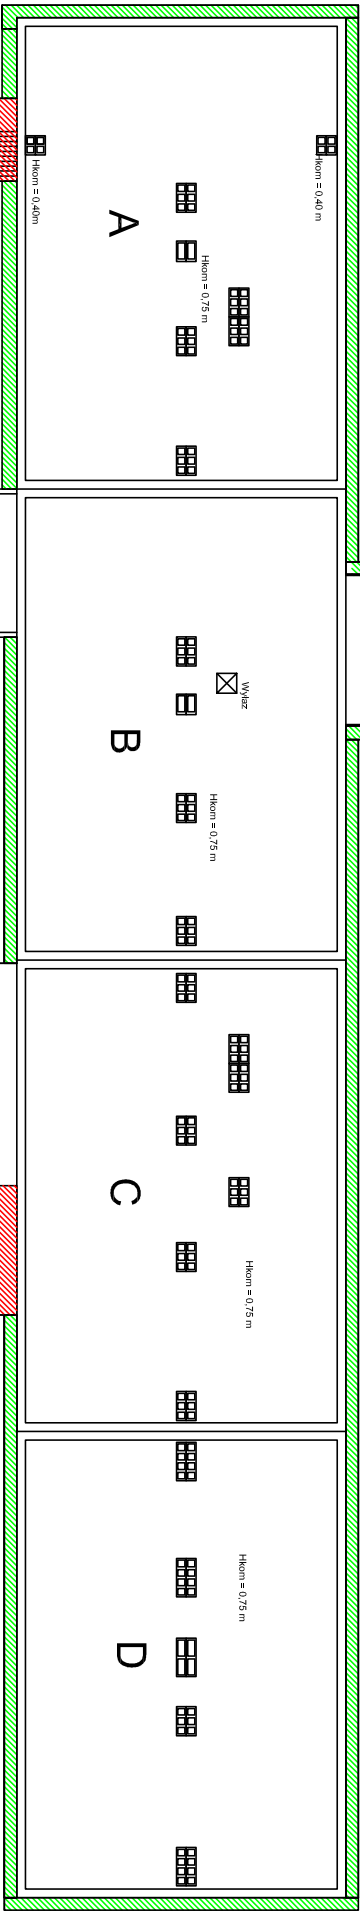 Hkom = 0,40 m
Hkom = 0,40m
A
Hkom = 0,75 m
Wyłaz
B
Hkom = 0,75 m
C
Hkom = 0,75 m
Hkom = 0,75 m
D